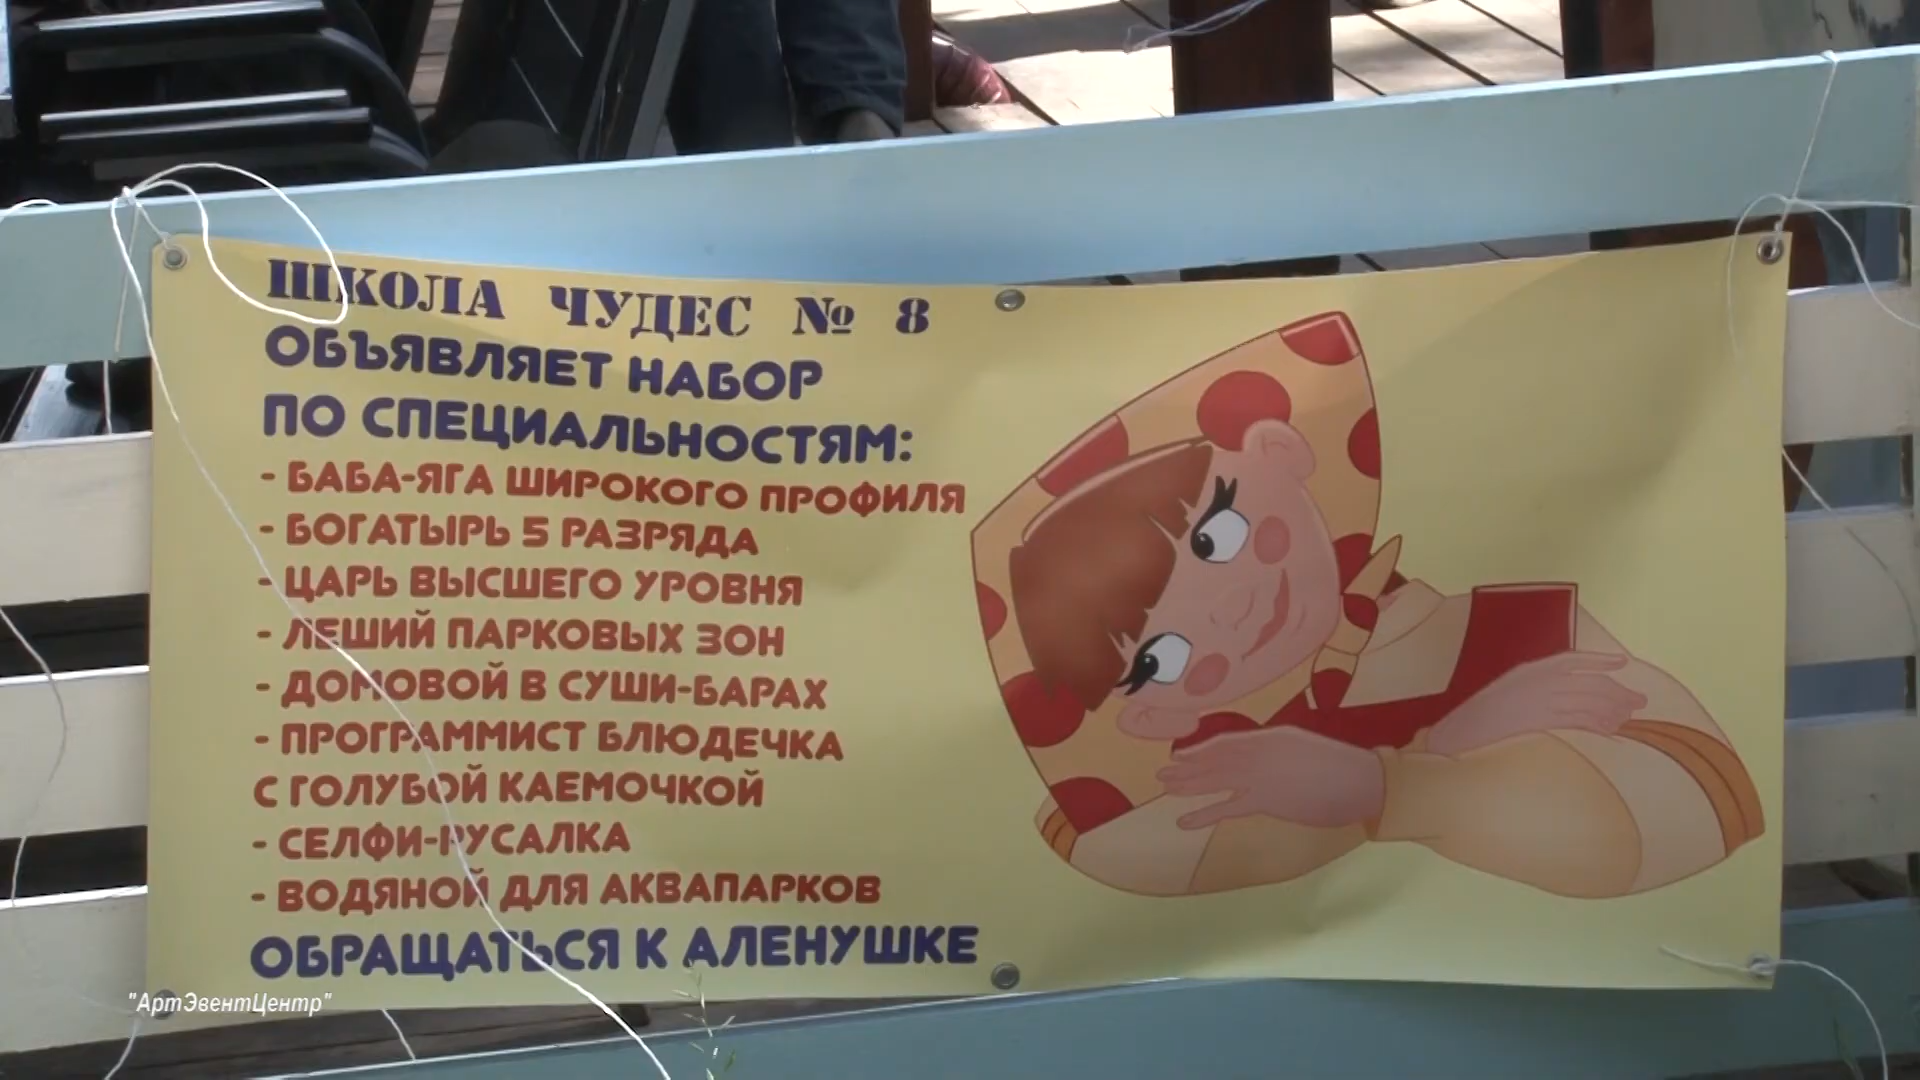 ШКОЛА ЧУДЕС № 8
ОБЪЯВЛЯЕТ НАБОР
ПО СПЕЦИАЛЬНОСТЯМ:
- БАБА-ЯГА ШИРОКОГО ПРОФИЛЯ
- БОГАТЫРЬ 5 РАЗРЯДА
- ЦАРЬ ВЫСШЕГО УРОВНЯ
- ЛЕШИЙ ПАРКОВЫХ ЗОН
- ДОМОВОЙ В СУШИ-БАРАХ
- ПРОГРАММИСТ БЛЮДЕЧКА
С ГОЛУБОЙ КАЕМОЧКОЙ
- СЕЛФИ-РУСАЛКА
- ВОДЯНОЙ ДЛЯ АКВАПАРКОВ
ОБРАЩАТЬСЯ К АЛЕНУШКЕ
"АртЭвентЦентр"